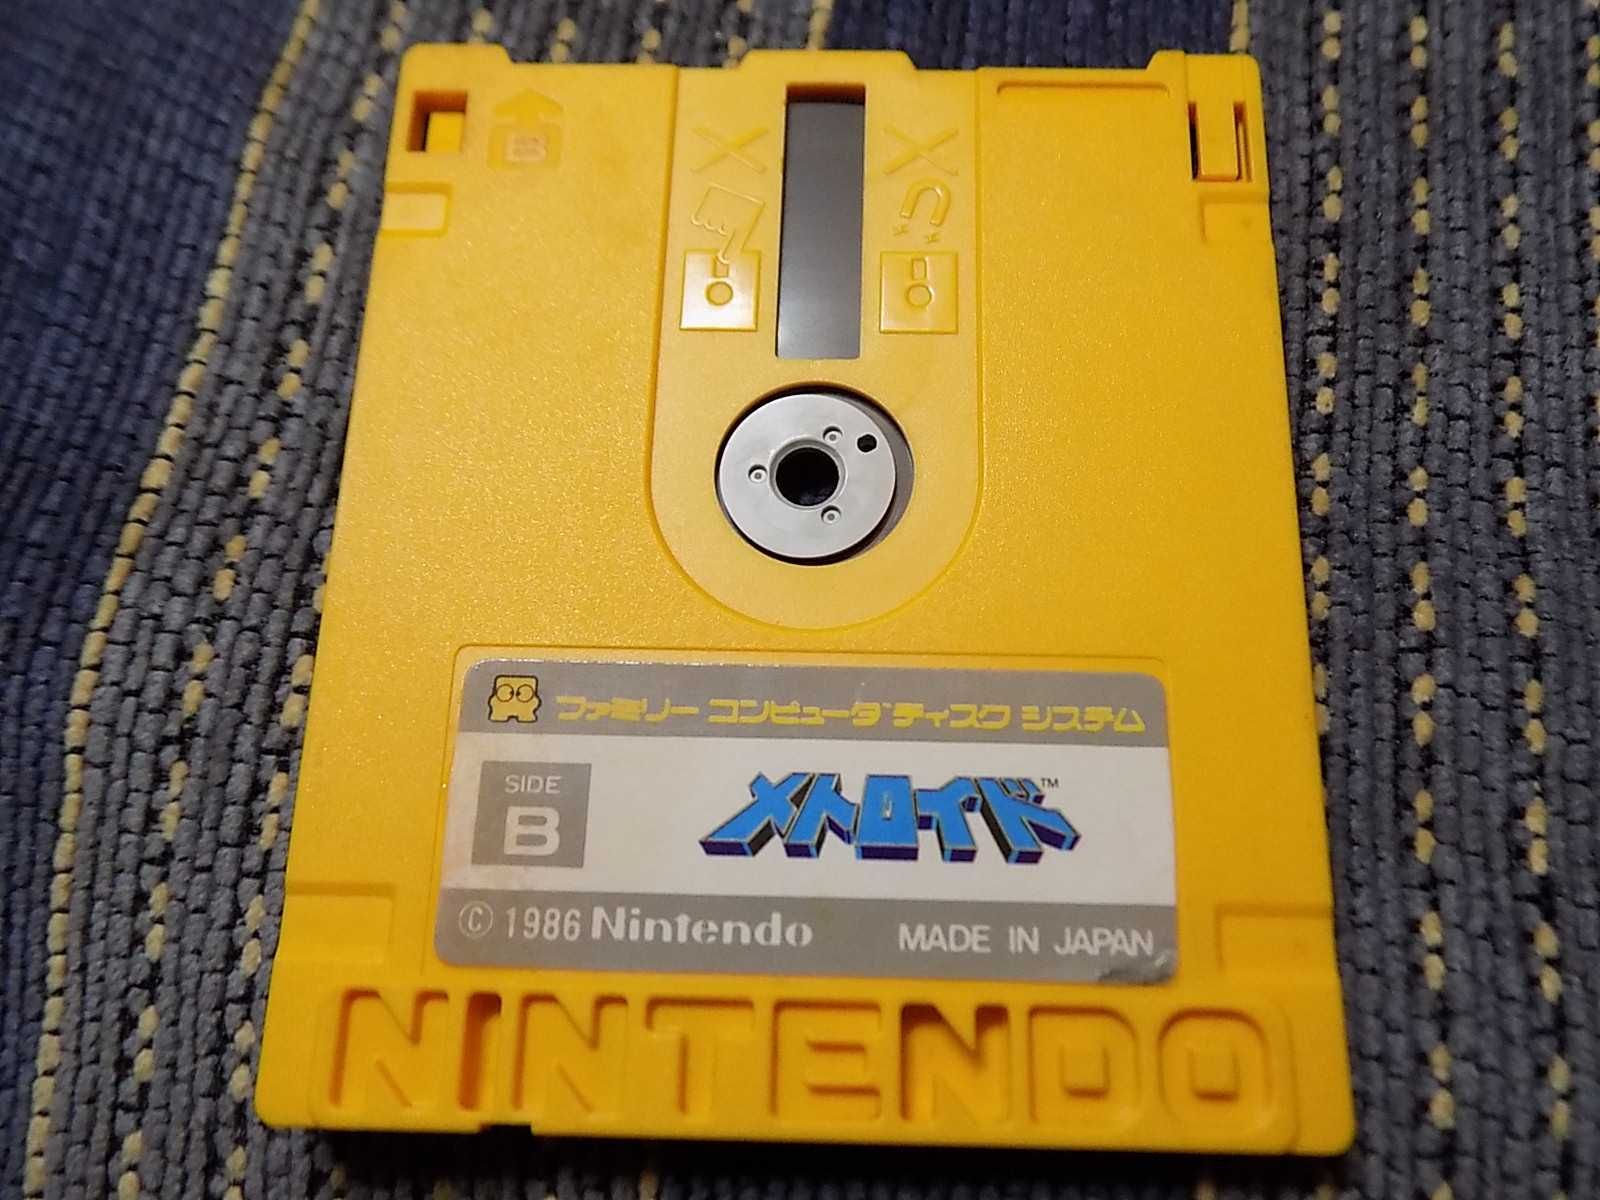 B
ファミリー コンピュータ ディスク システム
SIDE
B
メトロイド™
© 1986 Nintendo
MADE IN JAPAN
NINTENDO